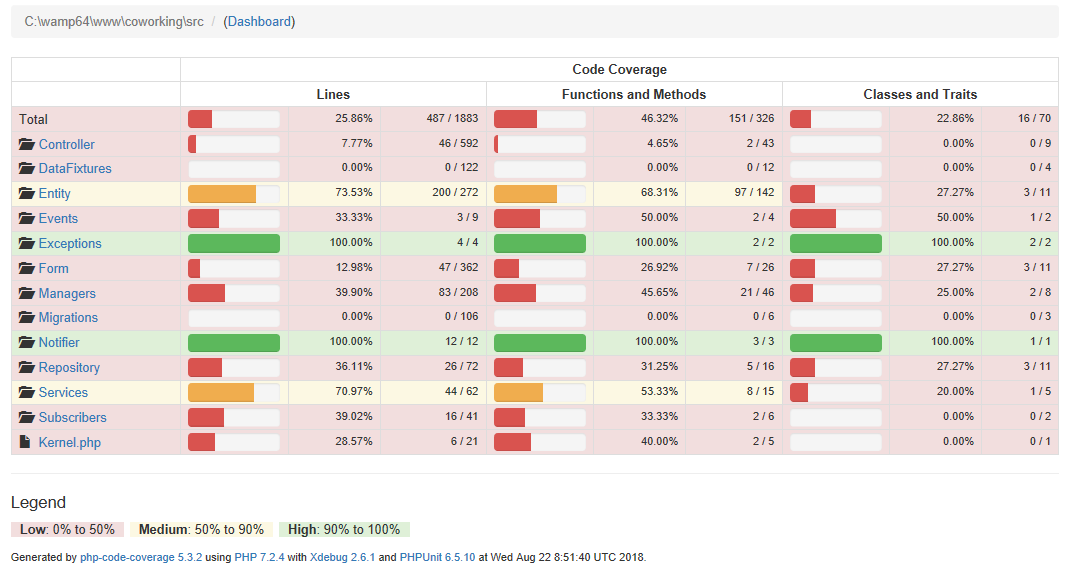 C:\wamp64\www\coworking\src / (Dashboard)
Code Coverage
Lines Functions and Methods Classes and Traits
Total 25.86% 487 / 1883 46.32% 151 / 326 22.86% 16 / 70
Controller 7.77% 46 / 592 4.65% 2 / 43 0.00% 0 / 9
DataFixtures 0.00% 0 / 122 0.00% 0 / 12 0.00% 0 / 4
Entity 73.53% 200 / 272 68.31% 97 / 142 27.27% 3 / 11
Events 33.33% 3 / 9 50.00% 2 / 4 50.00% 1 / 2
Exceptions 100.00% 4 / 4 100.00% 2 / 2 100.00% 2 / 2
Form 12.98% 47 / 362 26.92% 7 / 26 27.27% 3 / 11
Managers 39.90% 83 / 208 45.65% 21 / 46 25.00% 2 / 8
Migrations 0.00% 0 / 106 0.00% 0 / 6 0.00% 0 / 3
Notifier 100.00% 12 / 12 100.00% 3 / 3 100.00% 1 / 1
Repository 36.11% 26 / 72 31.25% 5 / 16 27.27% 3 / 11
Services 70.97% 44 / 62 53.33% 8 / 15 20.00% 1 / 5
Subscribers 39.02% 16 / 41 33.33% 2 / 6 0.00% 0 / 2
Kernel.php 28.57% 6 / 21 40.00% 2 / 5 0.00% 0 / 1
Legend
Low: 0% to 50% Medium: 50% to 90% High: 90% to 100%
Generated by php-code-coverage 5.3.2 using PHP 7.2.4 with Xdebug 2.6.1 and PHPUnit 6.5.10 at Wed Aug 22 8:51:40 UTC 2018.